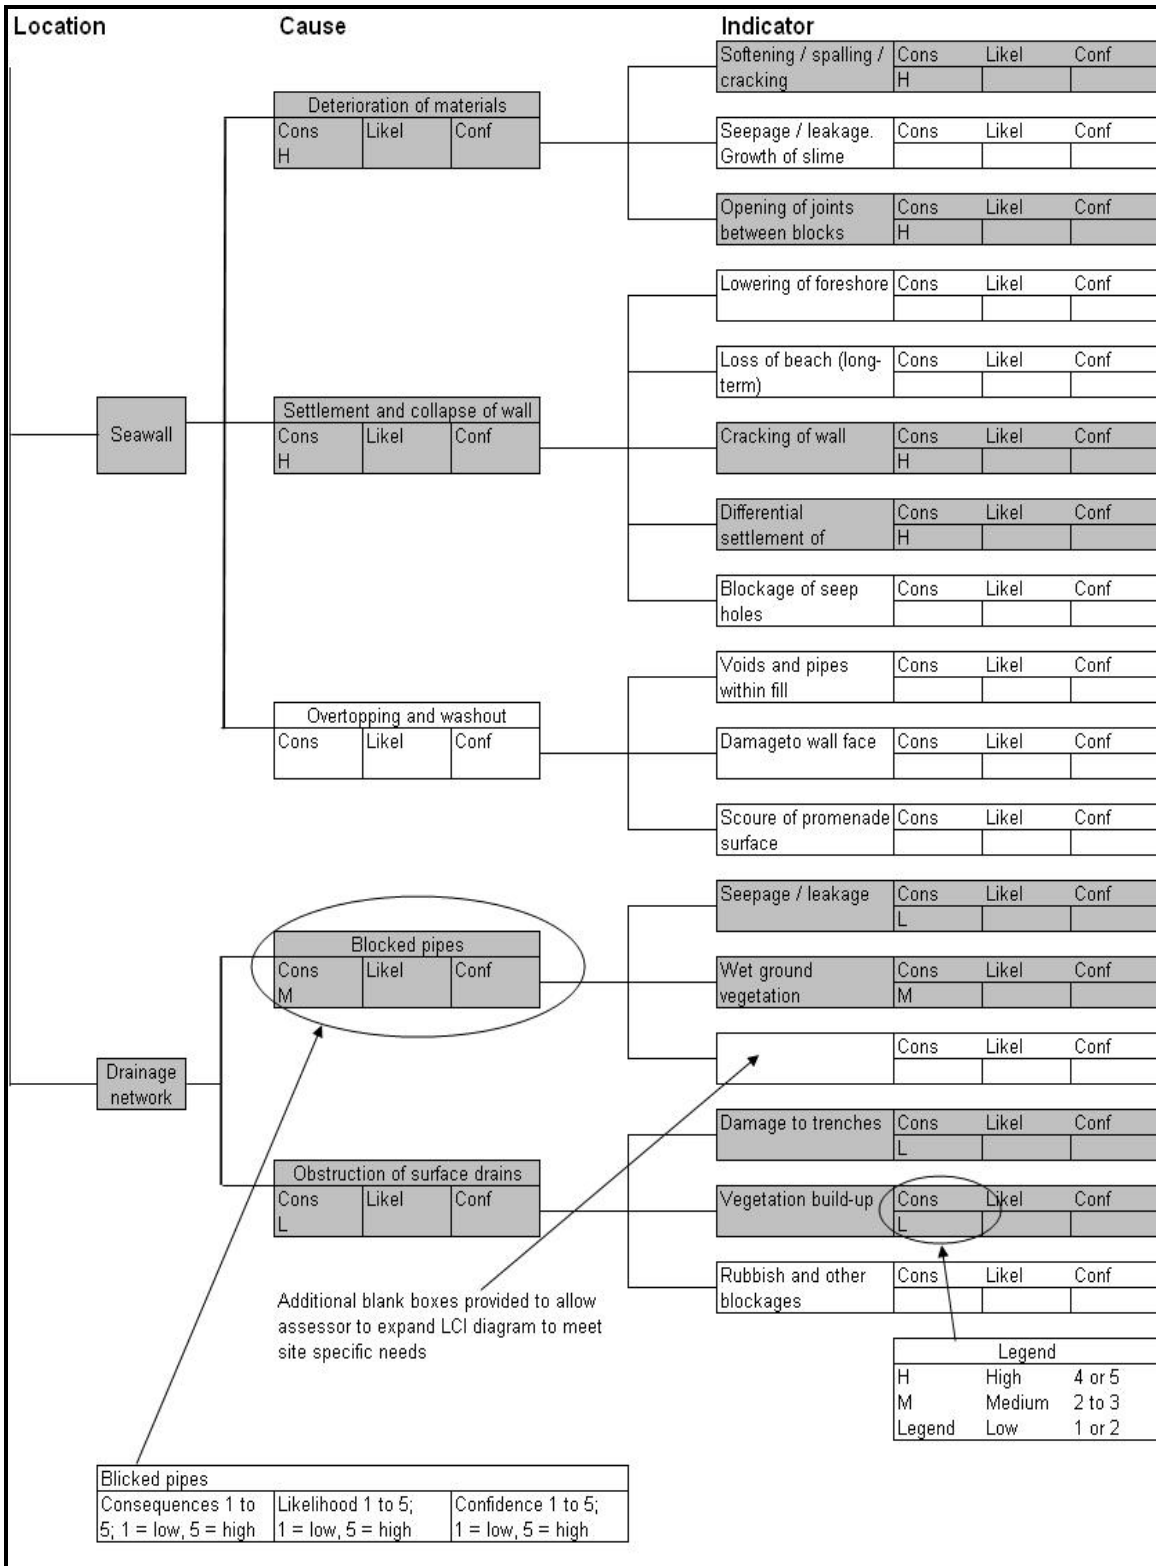 Location Cause Indicator
Softening / spalling / Cons Likel Conf
cracking H
Deterioration of materials
Cons Likel Conf
H
Seepage / leakage. Cons Likel Conf
Growth of slime
Opening of joints Cons Likel Conf
between blocks H
Lowering of foreshore Cons Likel Conf
Loss of beach (long- Cons Likel Conf
term)
Seawall
Settlement and collapse of wall
Cons Likel Conf
H
Cracking of wall Cons Likel Conf
H
Differential Cons Likel Conf
settlement of H
Blockage of seep Cons Likel Conf
holes
Voids and pipes Cons Likel Conf
within fill
Overtopping and washout
Cons Likel Conf
Damageto wall face Cons Likel Conf
Scoure of promenade Cons Likel Conf
surface
Seepage / leakage Cons Likel Conf
L
Blocked pipes
Cons Likel Conf
M
Wet ground Cons Likel Conf
vegetation M
Cons Likel Conf
Drainage
network
Damage to trenches Cons Likel Conf
L
Obstruction of surface drains
Cons Likel Conf
L
Vegetation build-up Cons Likel Conf
L
Rubbish and other Cons Likel Conf
blockages
Additional blank boxes provided to allow
assessor to expand LCI diagram to meet
site specific needs
Legend
H High 4 or 5
M Medium 2 to 3
Legend Low 1 or 2
Blicked pipes
Consequences 1 to Likelihood 1 to 5; Confidence 1 to 5;
5; 1 = low, 5 = high 1 = low, 5 = high 1 = low, 5 = high